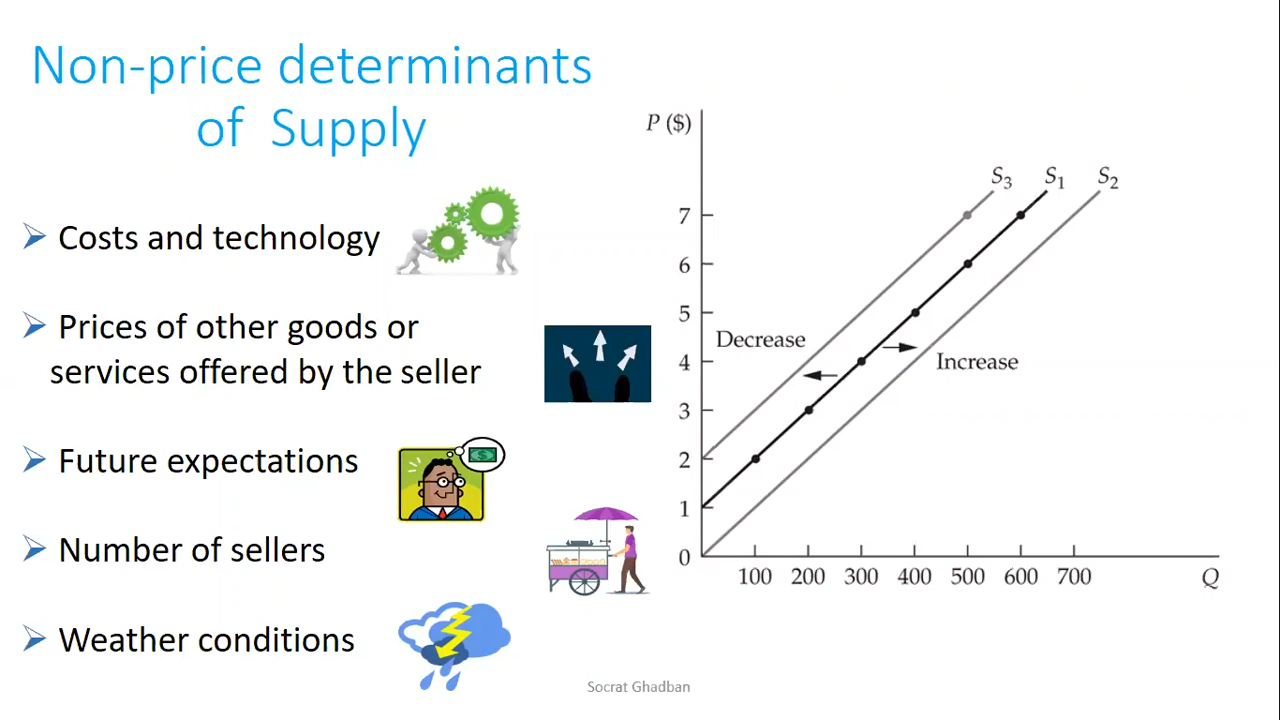 Non-price determinants
of Supply
➢ Costs and technology
➢ Prices of other goods or
services offered by the seller
➢ Future expectations
➢ Number of sellers
➢ Weather conditions
P ($)
S3 S1 S2
7
6
5
Decrease
4
Increase
3
2
1
0
100 200 300 400 500 600 700 Q
$
Socrat Ghadban